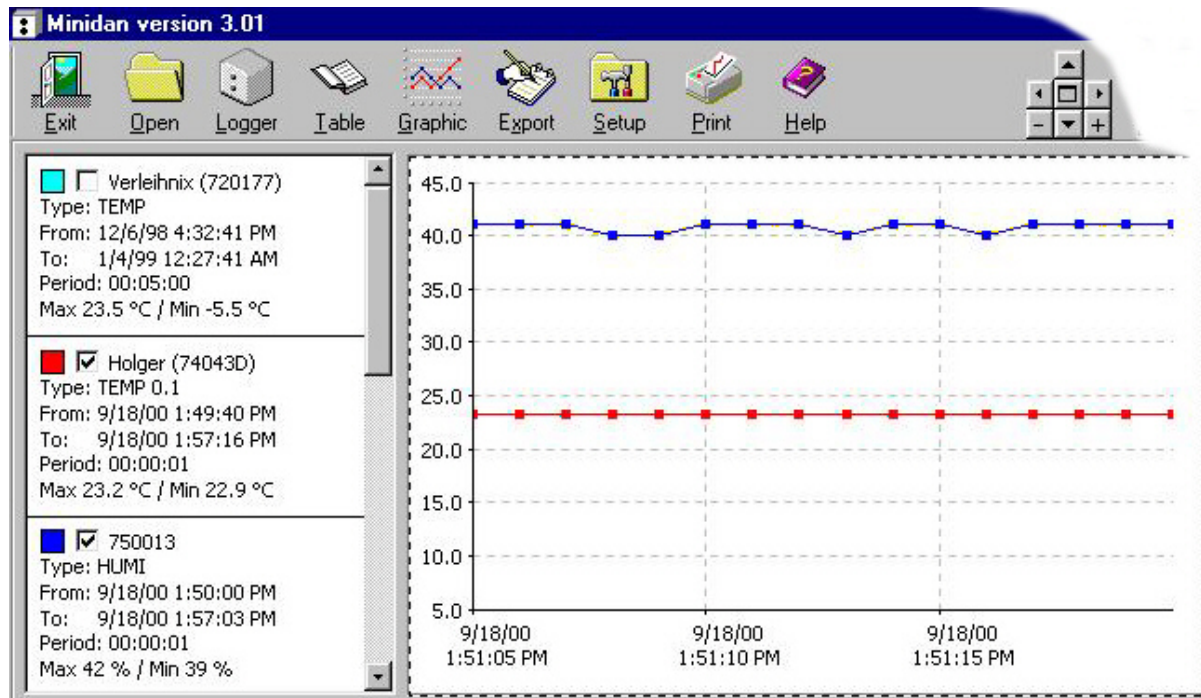 Minidan version 3.01
Exit Open Logger Table Graphic Export Setup Print Help
Verleihnix (720177)
Type: TEMP
From: 12/6/98 4:32:41 PM
To: 1/4/99 12:27:41 AM
Period: 00:05:00
Max 23.5 °C / Min -5.5 °C
Holger (74043D)
Type: TEMP 0.1
From: 9/18/00 1:49:40 PM
To: 9/18/00 1:57:16 PM
Period: 00:00:01
Max 23.2 °C / Min 22.9 °C
750013
Type: HUMI
From: 9/18/00 1:50:00 PM
To: 9/18/00 1:57:03 PM
Period: 00:00:01
Max 42 % / Min 39 %
45.0
40.0
35.0
30.0
25.0
20.0
15.0
10.0
5.0
9/18/00 9/18/00 9/18/00
1:51:05 PM 1:51:10 PM 1:51:15 PM